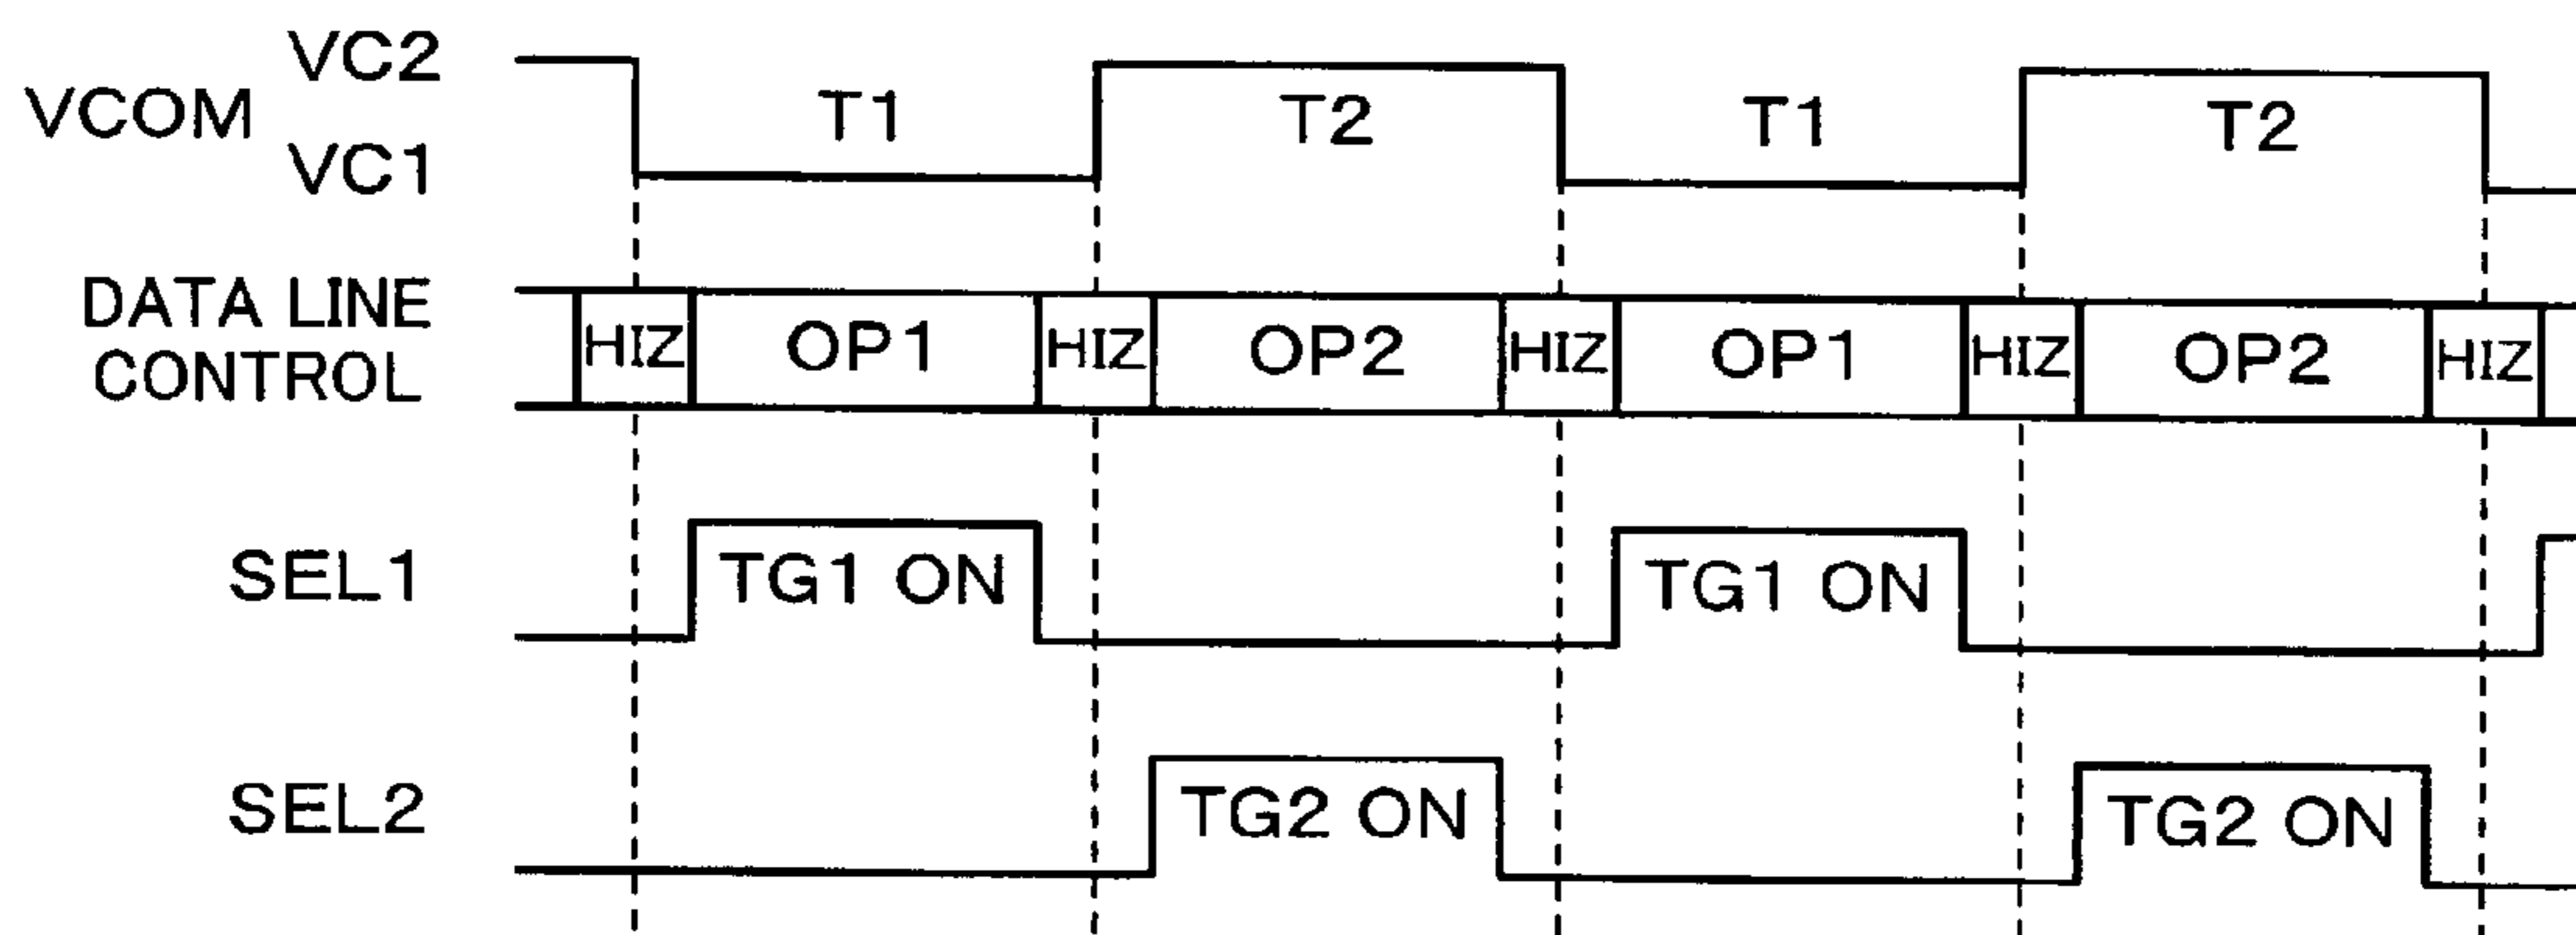 VC2
VCOM
VC1
T1 T2 T1 T2
DATA LINE
CONTROL
HIZ OP1 HIZ OP2 HIZ OP1 HIZ OP2 HIZ
SEL1
TG1 ON TG1 ON
SEL2
TG2 ON TG2 ON